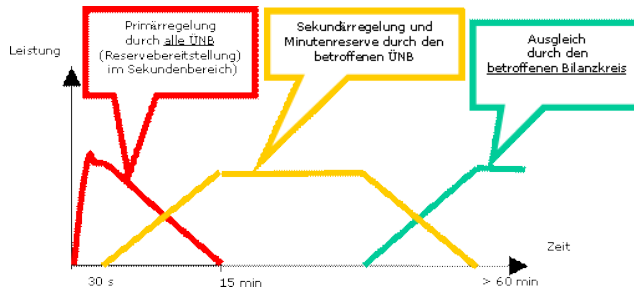 Leistung
Primärregelung
durch alle ÜNB
(Reservebereitstellung)
im Sekundenbereich)
Sekundärregelung und
Minutenreserve durch den
betroffenen ÜNB
Ausgleich
durch den
betroffenen Bilanzkreis
Zeit
30 s
15 min
> 60 min